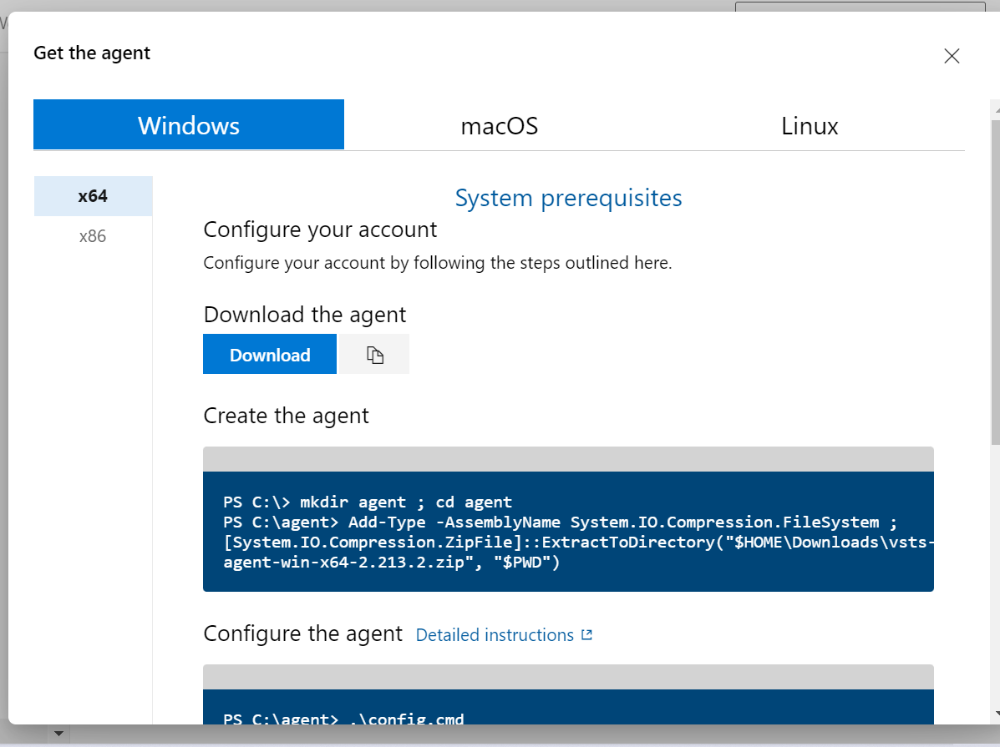 Get the agent
Windows
macOS
Linux
x64
x86
System prerequisites
Configure your account
Configure your account by following the steps outlined here.
Download the agent
Download
Create the agent
PS C:\> mkdir agent ; cd agent
PS C:\agent> Add-Type -AssemblyName System.IO.Compression.FileSystem ;
[System.IO.Compression.ZipFile]::ExtractToDirectory("$HOME\Downloads\vsts-
agent-win-x64-2.213.2.zip", "$PWD")
Configure the agent Detailed instructions
PS C:\agent> .\config.cmd